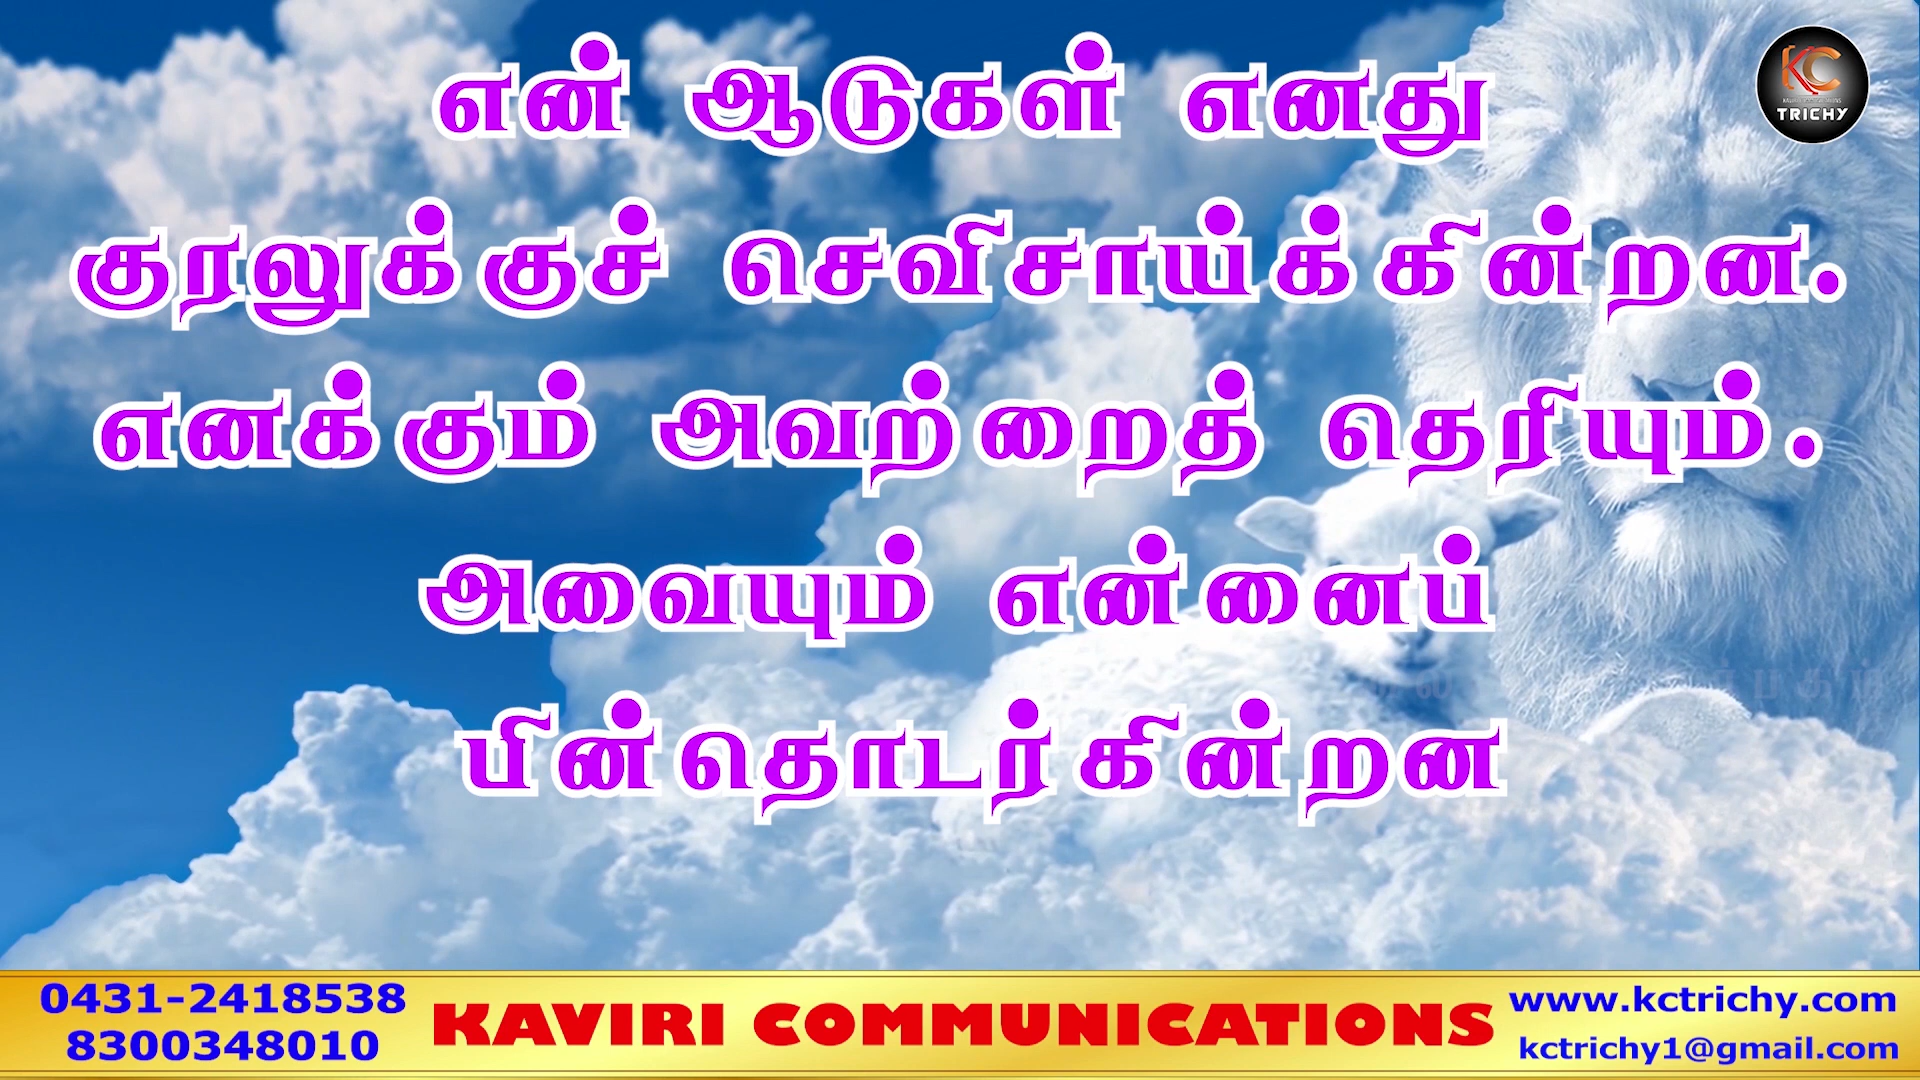 என் ஆடுகள் எனது
குரலுக்குச் செவிசாய்க்கின்றன.
எனக்கும் அவற்றைத் தெரியும்.
அவையும் என்னைப்
பின்தொடர்கின்றன
KC
TRICHY
0431-2418538
8300348010
KAVIRI COMMUNICATIONS
www.kctrichy.com
kctrichy1@gmail.com